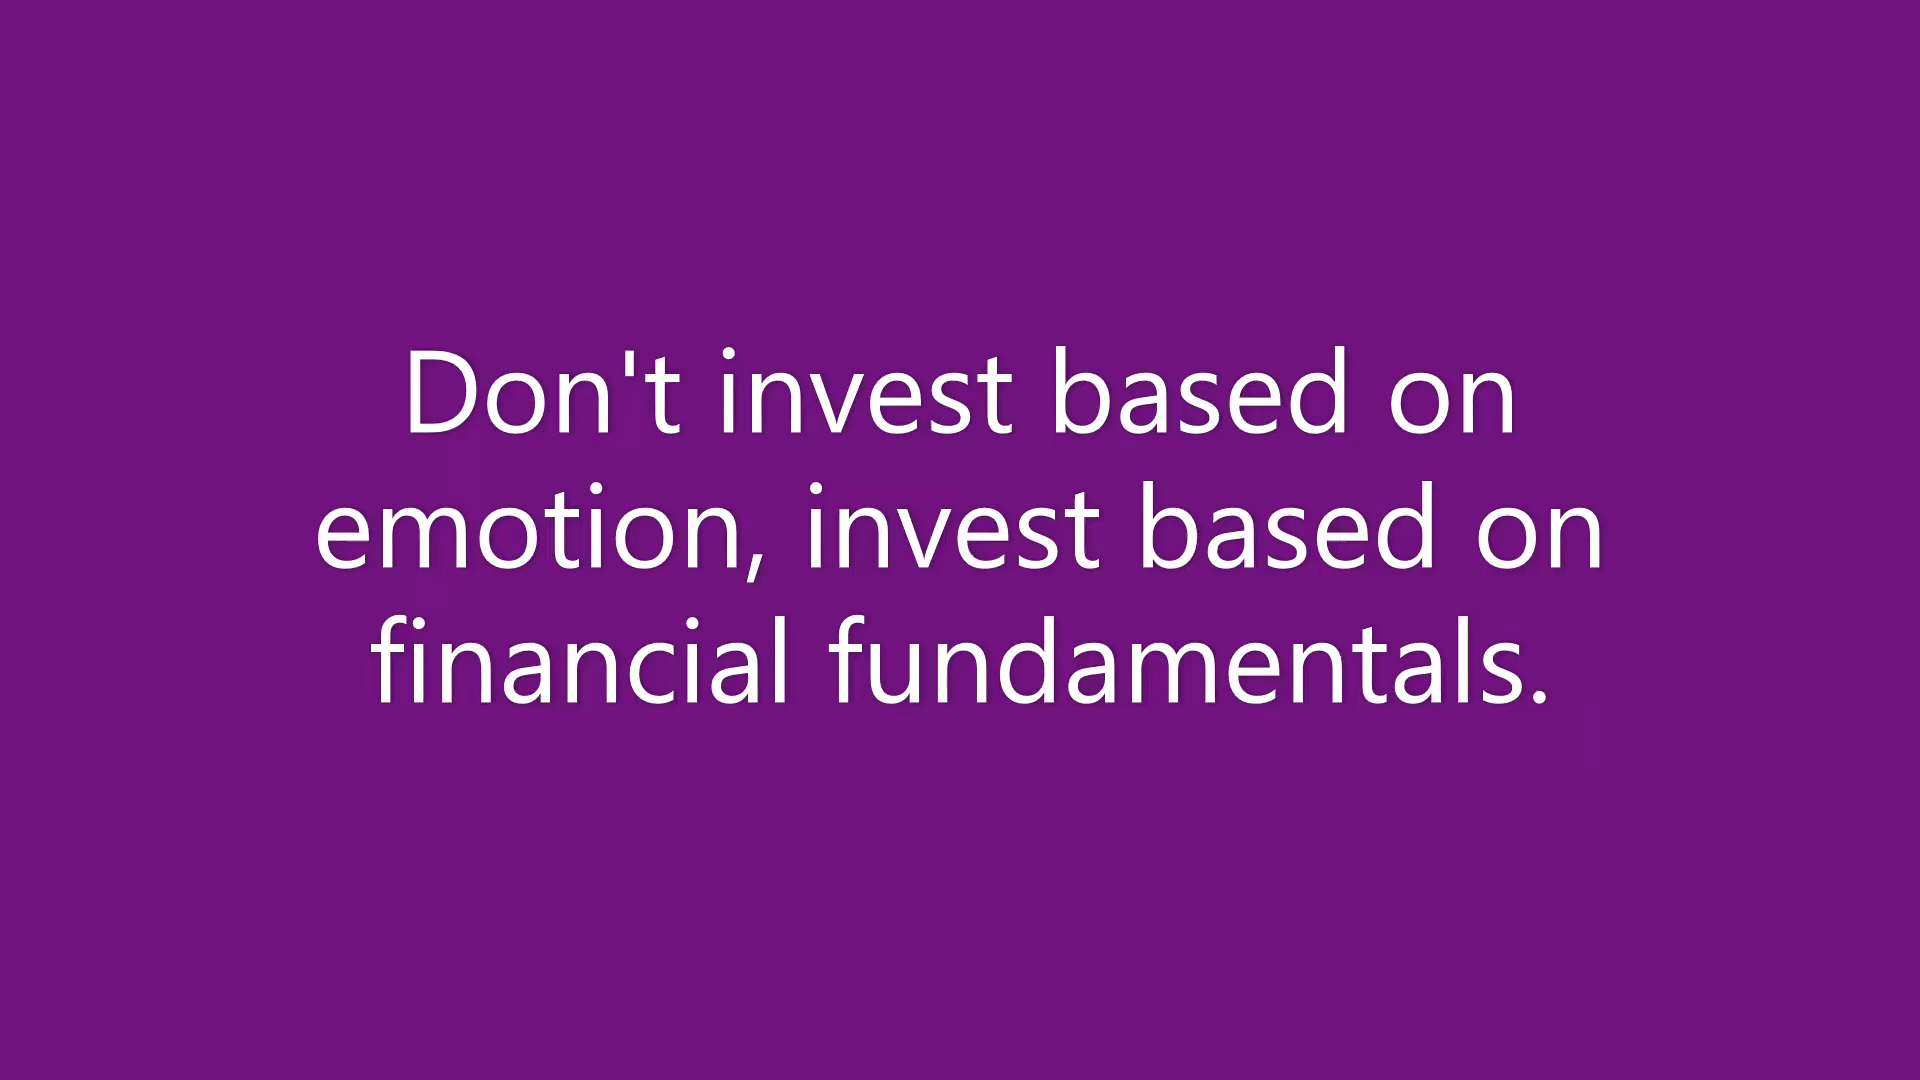 Don't invest based on
emotion, invest based on
financial fundamentals.